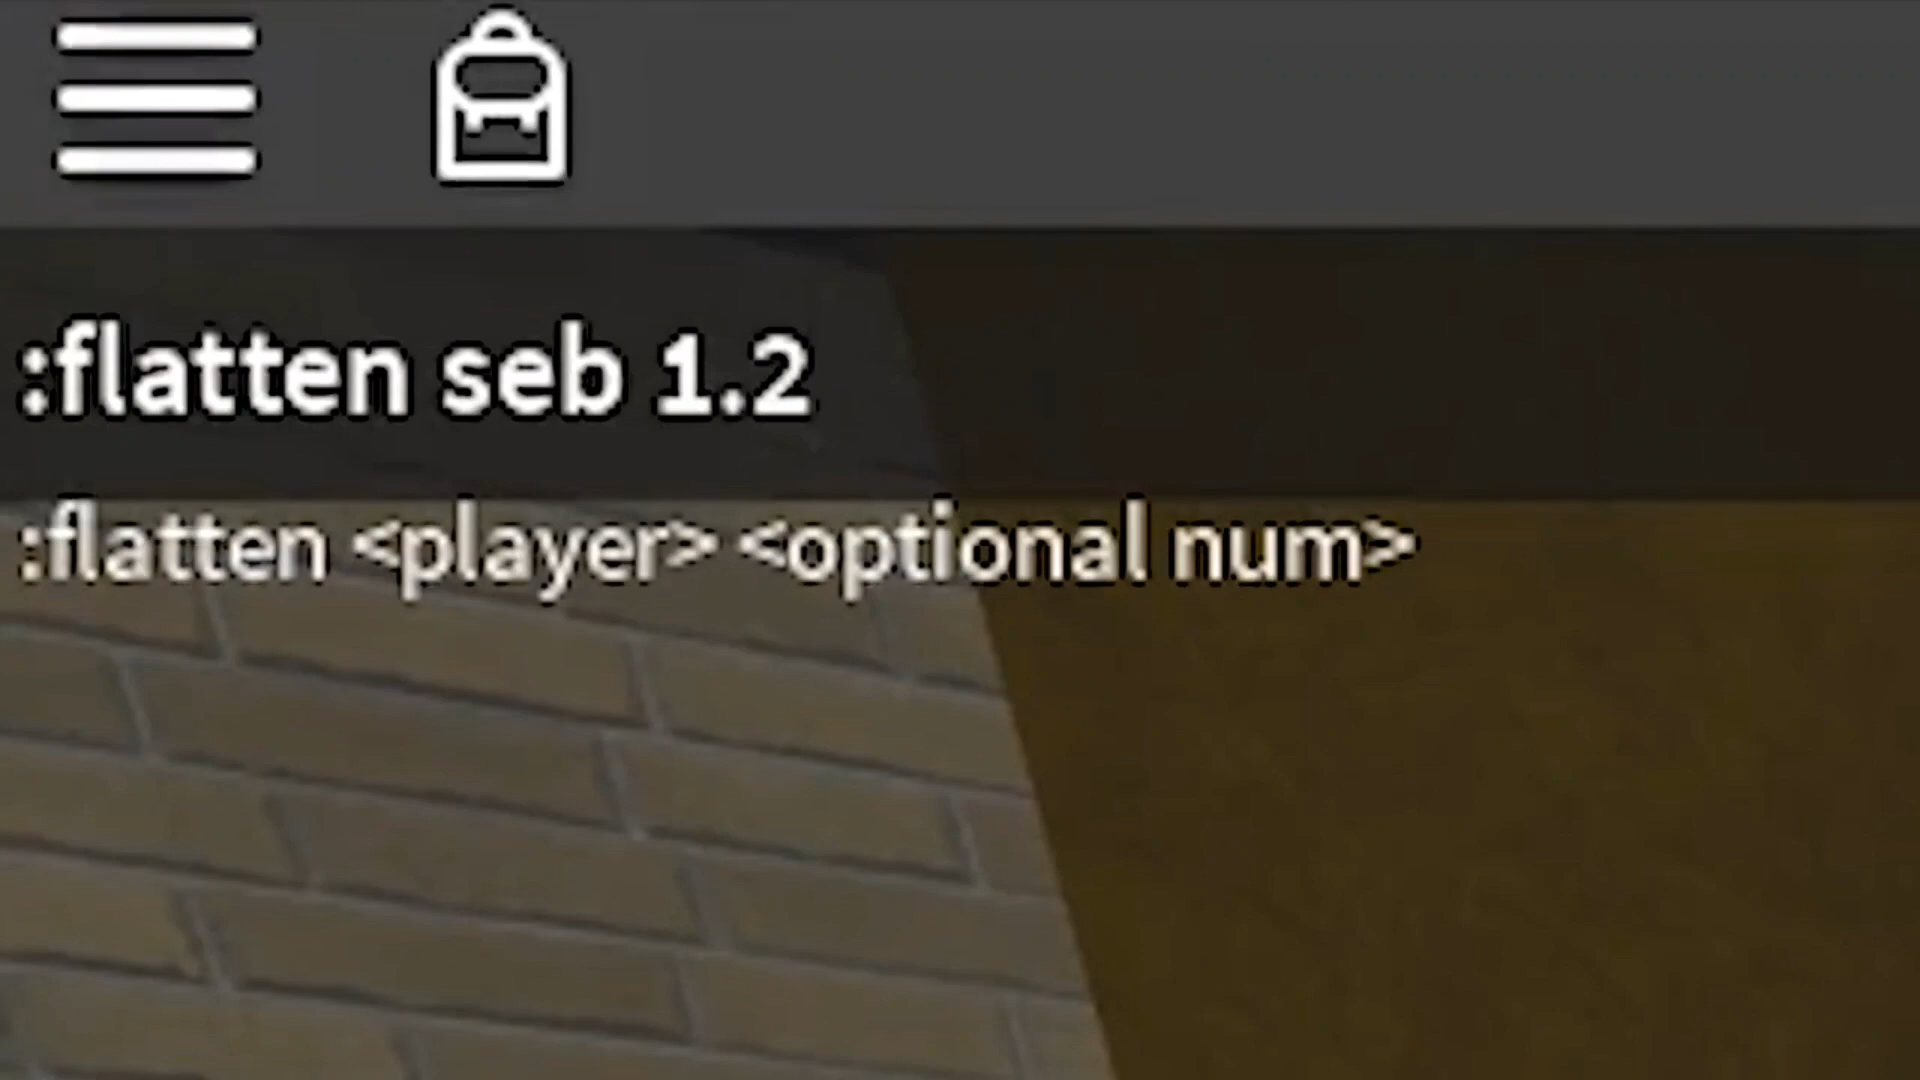 :flatten seb 1.2
:flatten <player> <optional num>